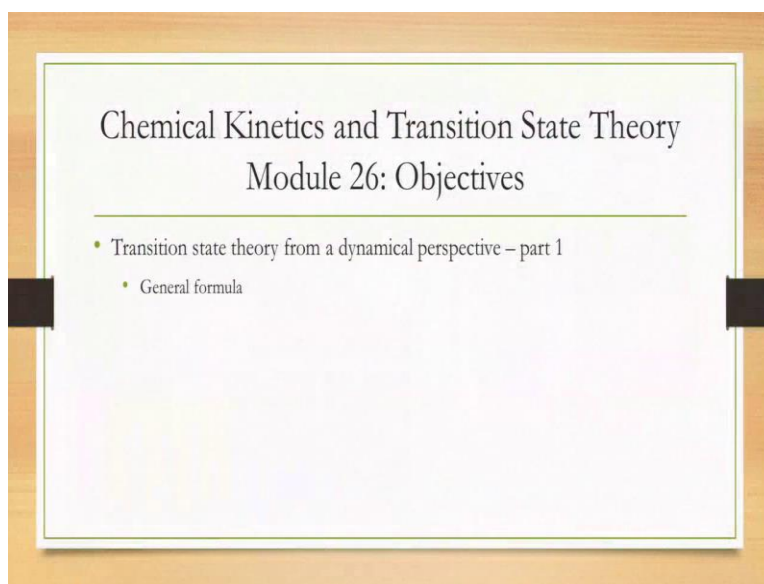 Chemical Kinetics and Transition State Theory
Module 26: Objectives
• Transition state theory from a dynamical perspective – part 1
• General formula